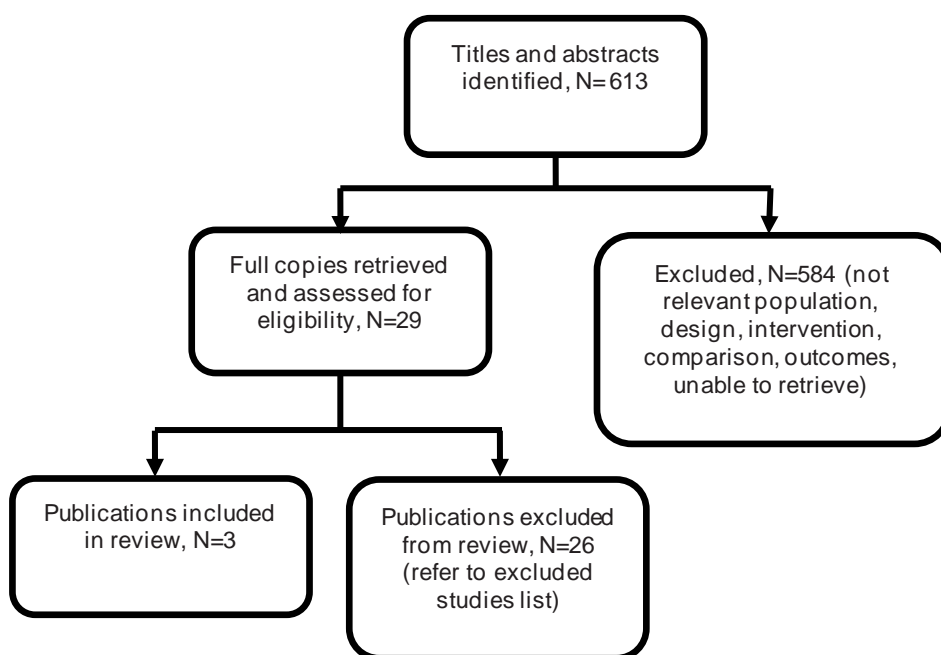 Titles and abstracts
identified, N=613
Full copies retrieved
and assessed for
eligibility, N=29
Excluded, N=584 (not
relevant population,
design, intervention,
comparison, outcomes,
unable to retrieve)
Publications included
in review, N=3
Publications excluded
from review, N=26
(refer to excluded
studies list)